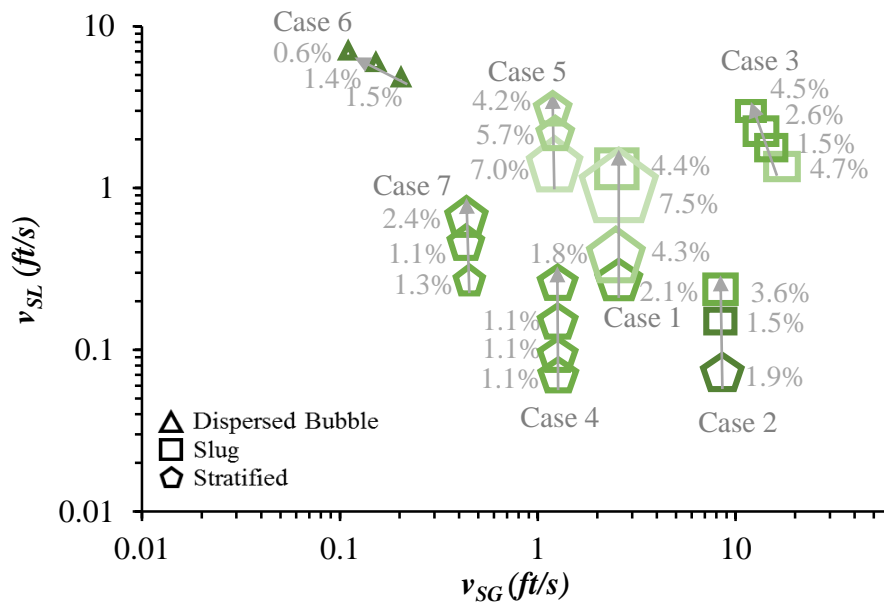 10
Case 6
0.6%
1.4%
1.5%
Case 5
4.2%
5.7%
7.0%
Case 3
4.5%
2.6%
1.5%
4.7%
4.4%
7.5%
4.3%
2.1%
Case 1
Case 7
2.4%
1.1%
1.3%
1.8%
1.1%
1.1%
1.1%
Case 4
3.6%
1.5%
1.9%
Case 2
1
0.1
0.01
vSL (ft/s)
Dispersed Bubble
Slug
Stratified
0.01
0.1
1
10
vSG (ft/s)